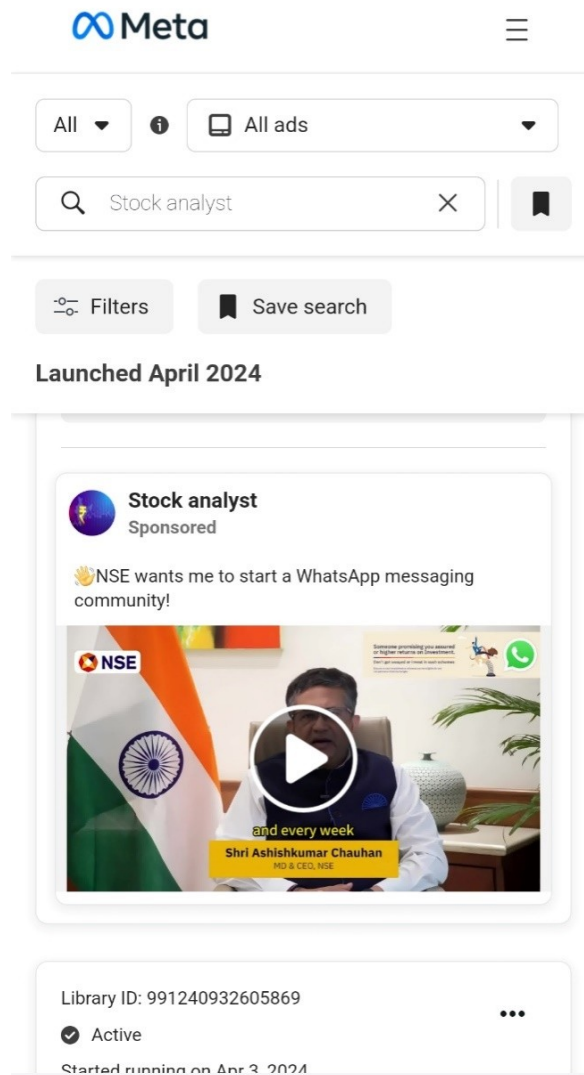 Meta
All
All ads
Stock analyst
Filters
Save search
Launched April 2024
Stock analyst
Sponsored
👋NSE wants me to start a WhatsApp messaging
community!
NSE
Someone promising you assured
or higher returns on investment.
and every week
Shri Ashishkumar Chauhan
MD & CEO, NSE
Library ID: 991240932605869
Active
Started running on Apr 3, 2024